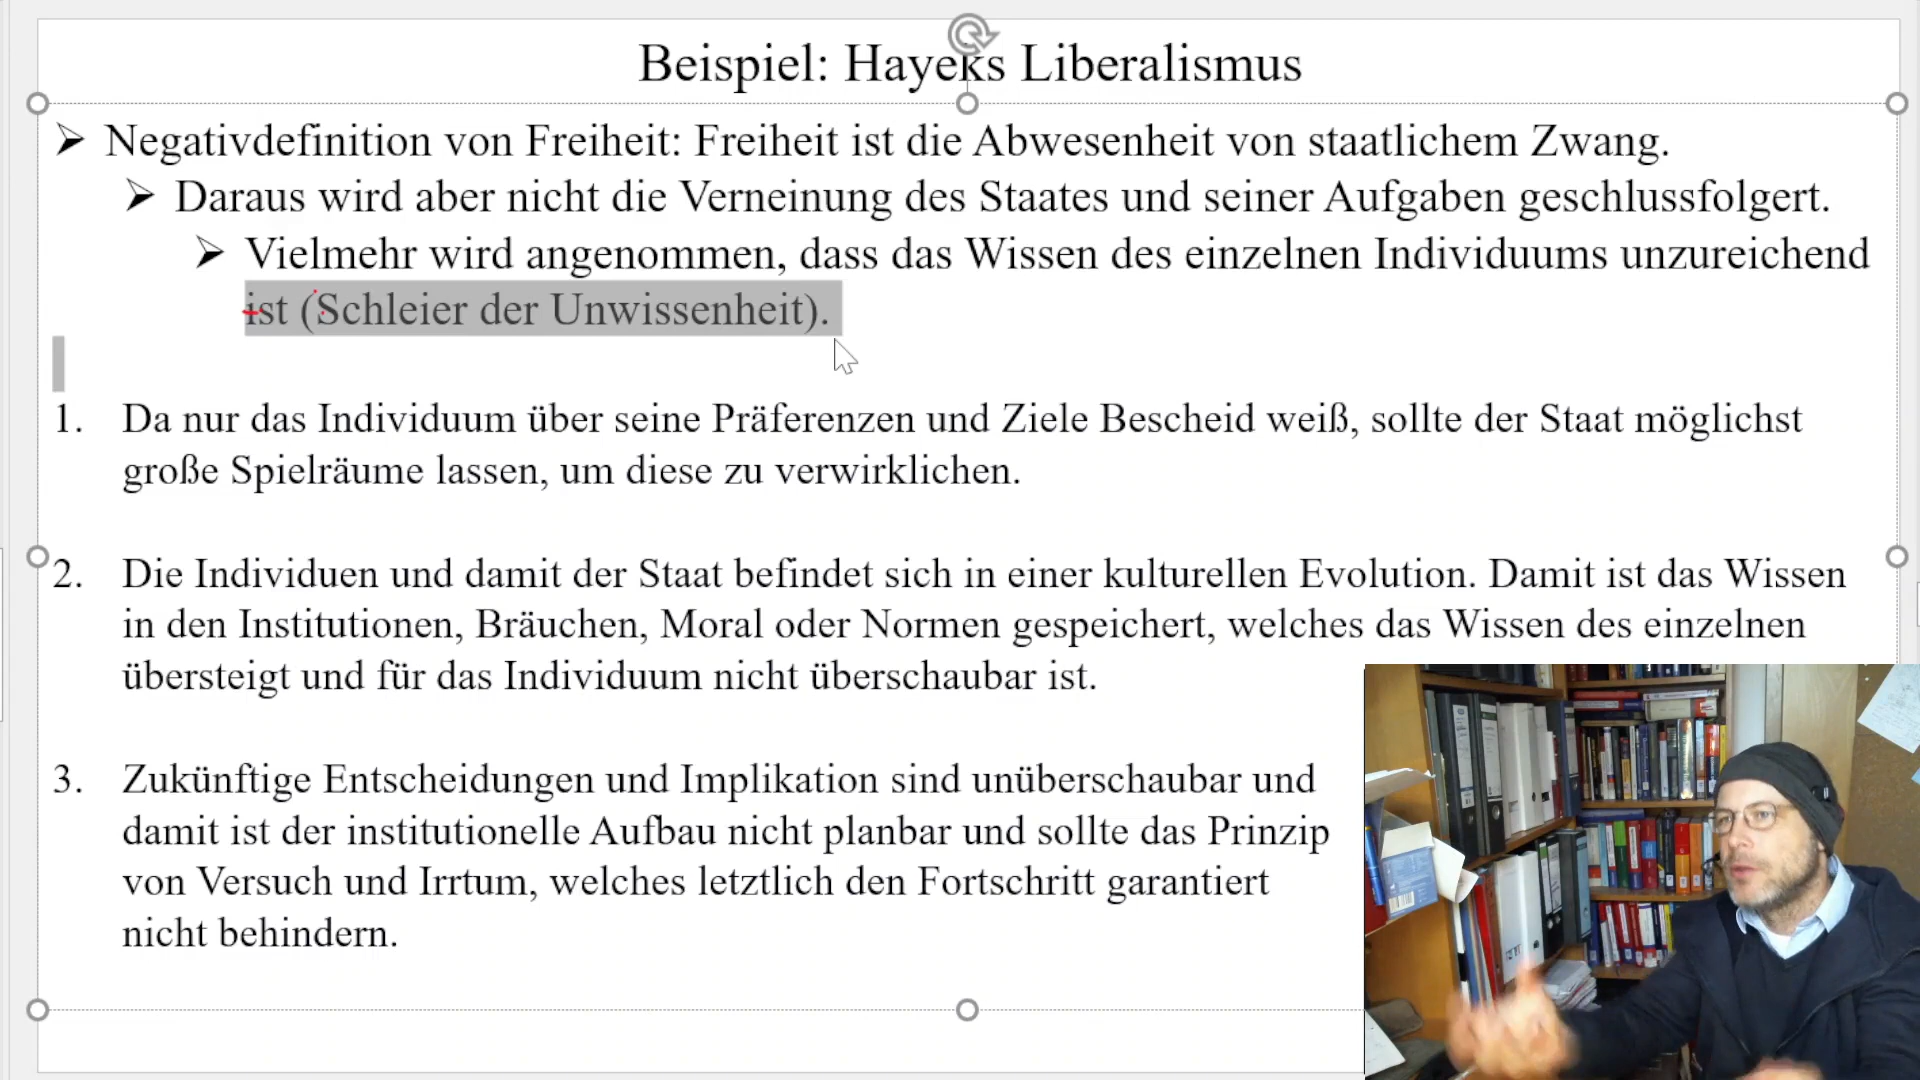 Beispiel: Hayeks Liberalismus
Negativdefinition von Freiheit: Freiheit ist die Abwesenheit von staatlichem Zwang.
Daraus wird aber nicht die Verneinung des Staates und seiner Aufgaben geschlussfolgert.
Vielmehr wird angenommen, dass das Wissen des einzelnen Individuums unzureichend
ist (Schleier der Unwissenheit).
1. Da nur das Individuum über seine Präferenzen und Ziele Bescheid weiß, sollte der Staat möglichst
große Spielräume lassen, um diese zu verwirklichen.
2. Die Individuen und damit der Staat befindet sich in einer kulturellen Evolution. Damit ist das Wissen
in den Institutionen, Bräuchen, Moral oder Normen gespeichert, welches das Wissen des einzelnen
übersteigt und für das Individuum nicht überschaubar ist.
3. Zukünftige Entscheidungen und Implikation sind unüberschaubar und
damit ist der institutionelle Aufbau nicht planbar und sollte das Prinzip
von Versuch und Irrtum, welches letztlich den Fortschritt garantiert
nicht behindern.